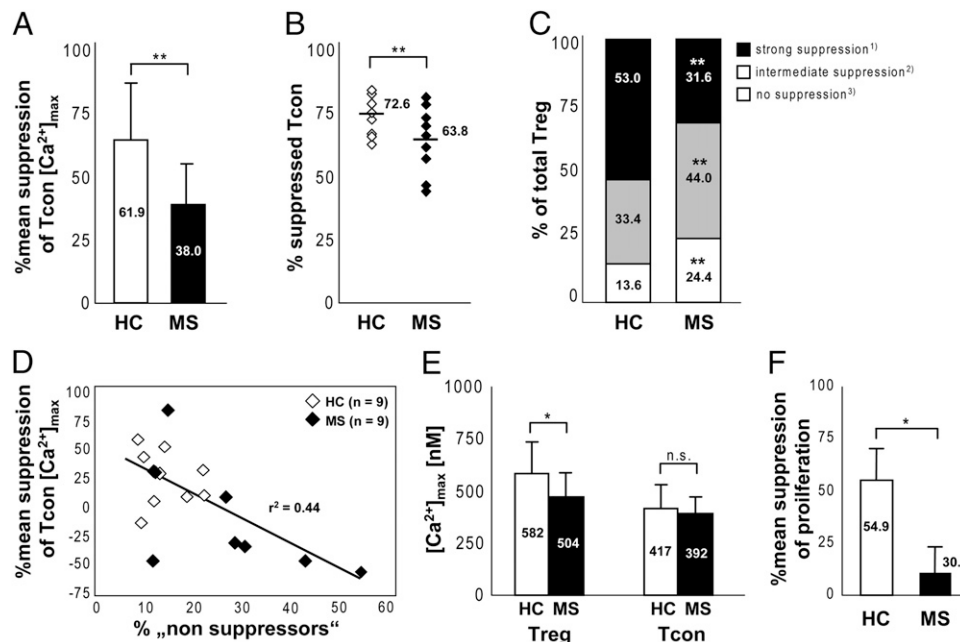 A
%mean suppression
of Tcon [Ca²⁺]max
100
75
50
25
0
**
61.9
38.0
HC MS
B
% suppressed Tcon
100
75
50
25
0
**
72.6
63.8
HC MS
C
% of total Treg
100
75
50
25
0
53.0
33.4
13.6
**
31.6
**
44.0
**
24.4
HC MS
strong suppression¹⁾
intermediate suppression²⁾
no suppression³⁾
D
%mean suppression
of Tcon [Ca²⁺]max
100
75
50
25
0
-25
-50
-75
HC (n = 9)
MS (n = 9)
r² = 0.44
0 10 20 30 40 50 60
% „non suppressors“
E
[Ca²⁺]max [nM]
1000
750
500
250
0
*
n.s.
582
504
417
392
HC MS HC MS
Treg Tcon
F
%mean suppression
of proilferation
100
75
50
25
0
*
54.9
30.
HC MS